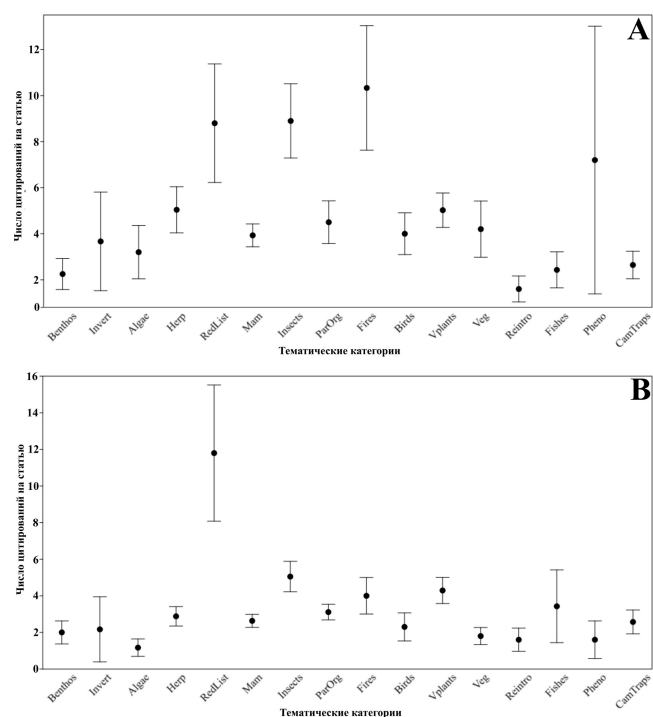 A
Число цитирований на статью
12
10
8
6
4
2
0
Benthos Invert Algae Herp RedList Mam Insects ParOrg Fires Birds Vplants Veg Reintro Fishes Pheno CamTraps
Тематические категории
B
Число цитирований на статью
16
14
12
10
8
6
4
2
0
Benthos Invert Algae Herp RedList Mam Insects ParOrg Fires Birds Vplants Veg Reintro Fishes Pheno CamTraps
Тематические категории